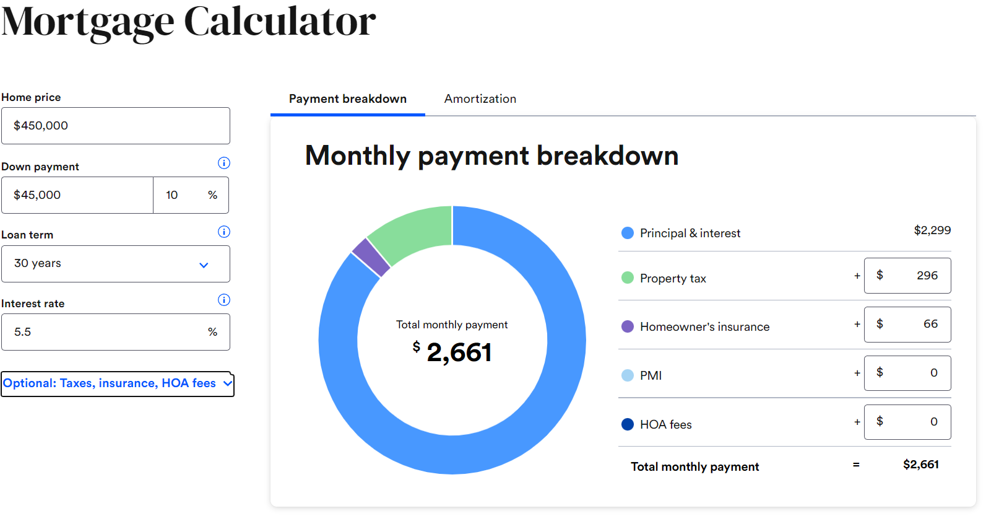 Mortgage Calculator
Home price
$450,000
Down payment
$45,000 10 %
Loan term
30 years
Interest rate
5.5 %
Optional: Taxes, insurance, HOA fees
Payment breakdown Amortization
Monthly payment breakdown
Total monthly payment
$ 2,661
Principal & interest $2,299
Property tax + $ 296
Homeowner's insurance + $ 66
PMI + $ 0
HOA fees + $ 0
Total monthly payment = $2,661